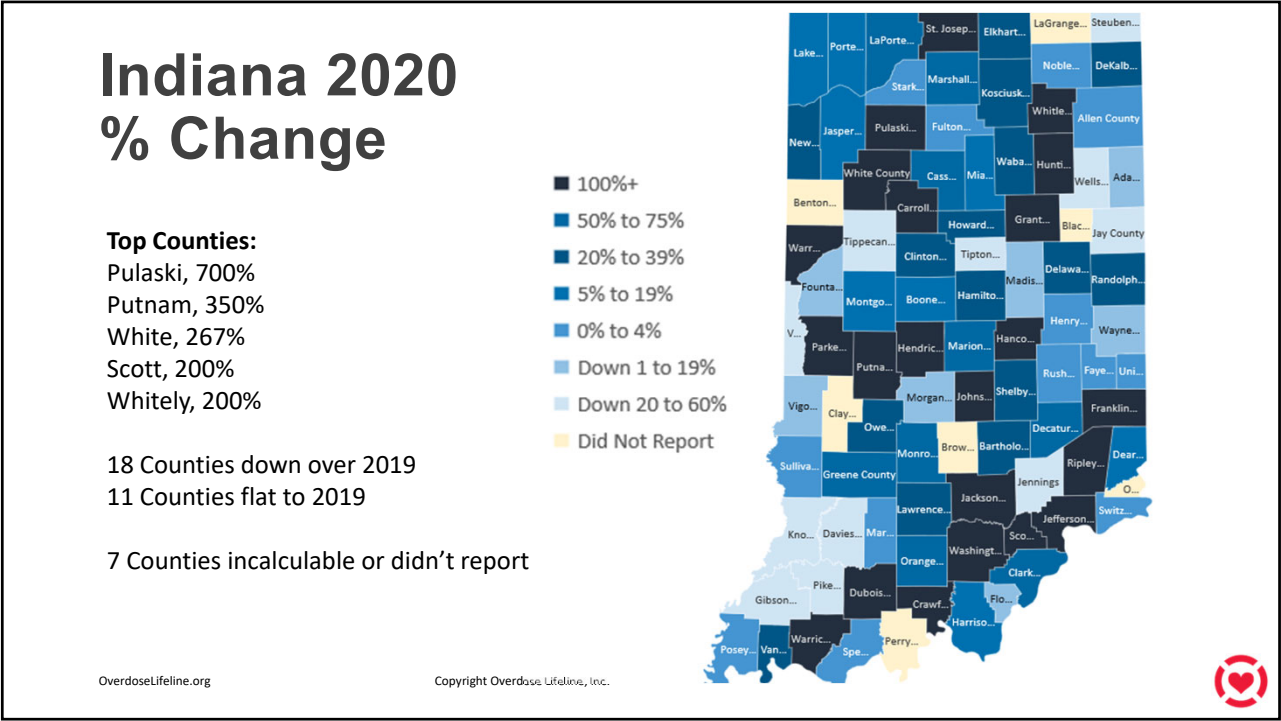 Indiana 2020
% Change
Top Counties:
Pulaski, 700%
Putnam, 350%
White, 267%
Scott, 200%
Whitely, 200%
18 Counties down over 2019
11 Counties flat to 2019
7 Counties incalculable or didn’t report
100%+
50% to 75%
20% to 39%
5% to 19%
0% to 4%
Down 1 to 19%
Down 20 to 60%
Did Not Report
Lake...
Porte...
LaPorte...
St. Josep...
Elkhart...
LaGrange...
Steuben...
Stark...
Marshall...
Kosciusk...
Noble...
DeKalb...
New...
Jasper...
Pulaski...
Fulton...
Whitle...
Allen County
White County
Cass...
Mia...
Waba...
Hunti...
Wells...
Ada...
Benton...
Carroll...
Howard...
Grant...
Blac...
Jay County
Warr...
Tippecan...
Clinton...
Tipton...
Madis...
Delawa...
Randolph...
Founta...
Montgo...
Boone...
Hamilto...
Henry...
Wayne...
V...
Parke...
Putna...
Hendric...
Marion...
Hanco...
Rush...
Faye...
Uni...
Vigo...
Clay...
Owe...
Morgan...
Johns...
Shelby...
Franklin...
Sulliva...
Greene County
Monro...
Brow...
Bartholo...
Decatur...
Ripley...
Dear...
O...
Kno...
Davies...
Mar...
Lawrence...
Jackson...
Jennings
Jefferson...
Switz...
Orange...
Washingt...
Sco...
Clark...
Gibson...
Pike...
Dubois...
Crawf...
Harriso...
Flo...
Posey...
Van...
Warric...
Spe...
Perry...
OverdoseLifeline.org
Copyright Overdose Lifeline, Inc.